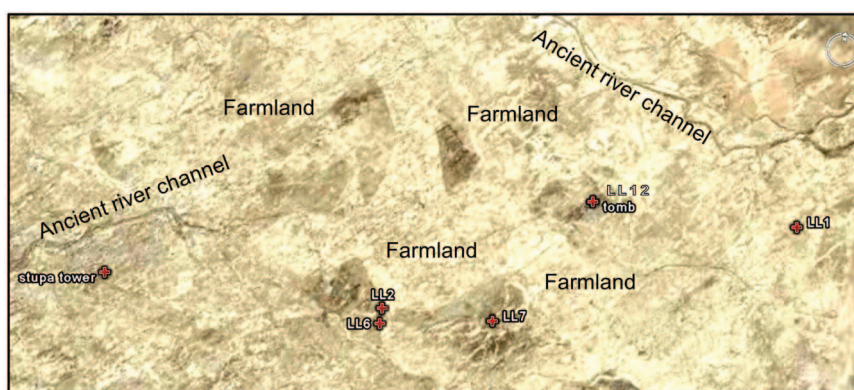 Ancient river channel
Farmland
Farmland
Ancient river channel
LL12
tomb
LL1
Farmland
stupa tower
Farmland
LL2
LL6
LL7